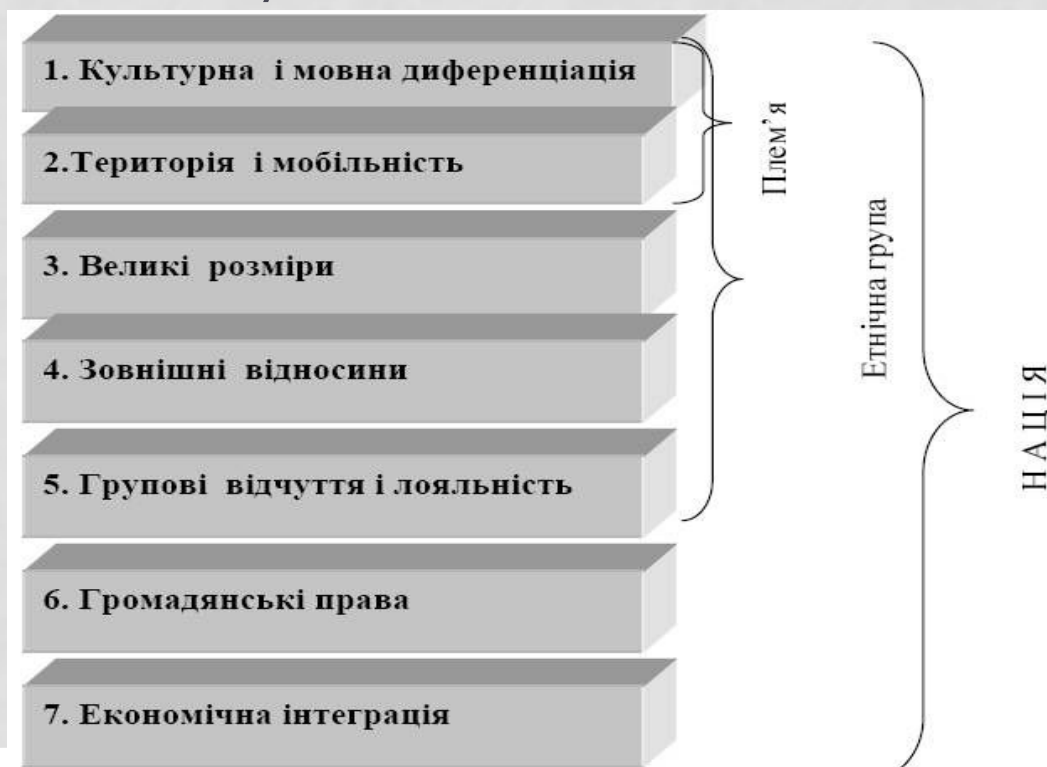 1. Культурна і мовна диференціація
2.Територія і мобільність
3. Великі розміри
4. Зовнішні відносини
5. Групові відчуття і лояльність
6. Громадянські права
7. Економічна інтеграція
Плем’я
Етнічна група
НАЦІЯ